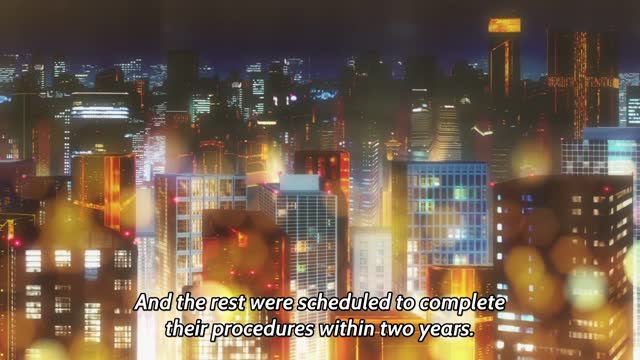 And the rest were scheduled to complete
their procedures within two years.